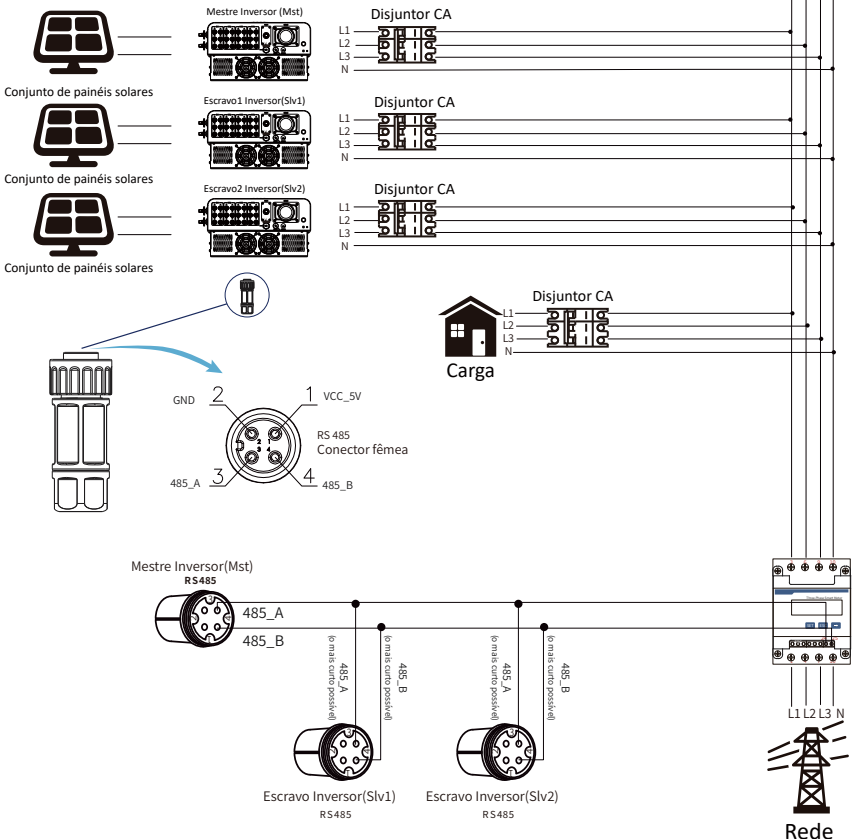 Mestre Inversor (Mst)
Disjuntor CA
L1
L2
L3
N
Conjunto de painéis solares
Escravo1 Inversor(Slv1)
Disjuntor CA
L1
L2
L3
N
Conjunto de painéis solares
Escravo2 Inversor(Slv2)
Disjuntor CA
L1
L2
L3
N
Conjunto de painéis solares
Disjuntor CA
L1
L2
L3
N
Carga
GND 2
1 VCC_5V
2 1
3 4
RS 485
Conector fêmea
485_A 3
4 485_B
Mestre Inversor(Mst)
RS485
485_A
485_B
485_A
(o mais curto possível)
485_B
(o mais curto possível)
485_A
(o mais curto possível)
485_B
(o mais curto possível)
L1 L2 L3 N
Escravo Inversor(Slv1)
RS485
Escravo Inversor(Slv2)
RS485
Rede